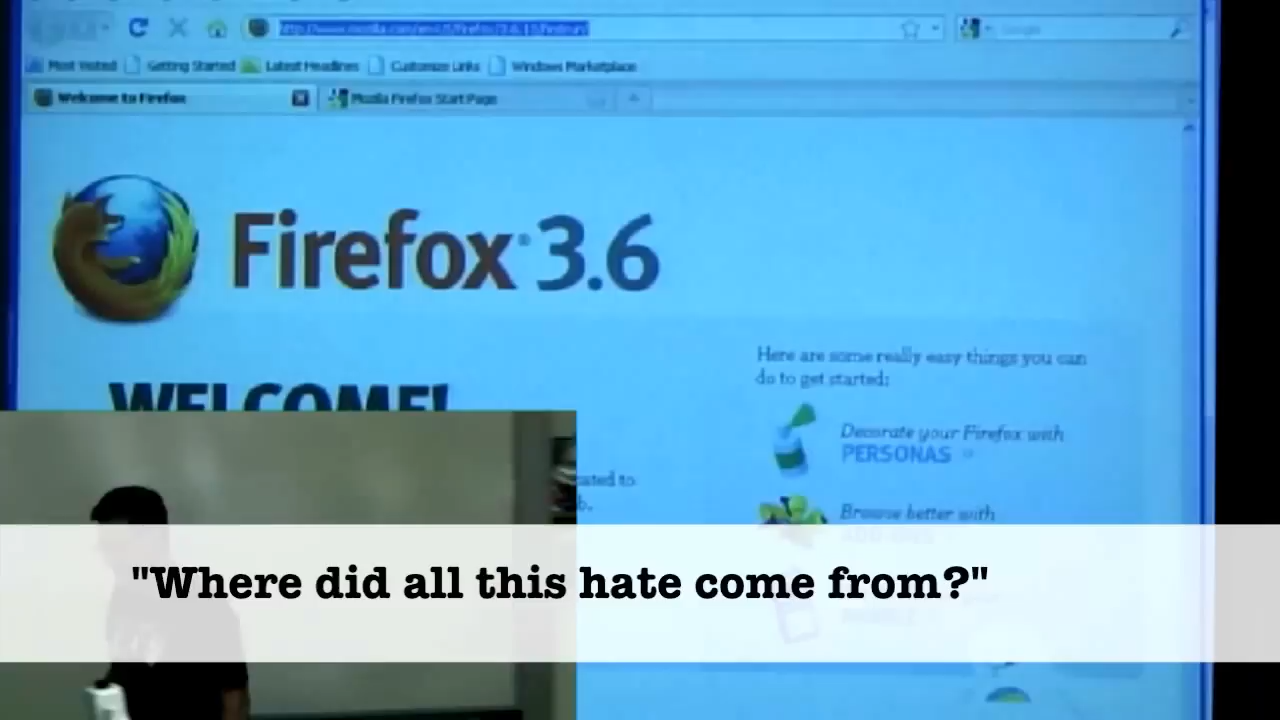 Most Visited Getting Started Latest Headlines Customize Links Windows Marketplace
Welcome to Firefox Mozilla Firefox Start Page
Firefox 3.6
WELCOME!
Here are some really easy things you can
do to get started:
Decorate your Firefox with
PERSONAS
Browse better with
"Where did all this hate come from?"